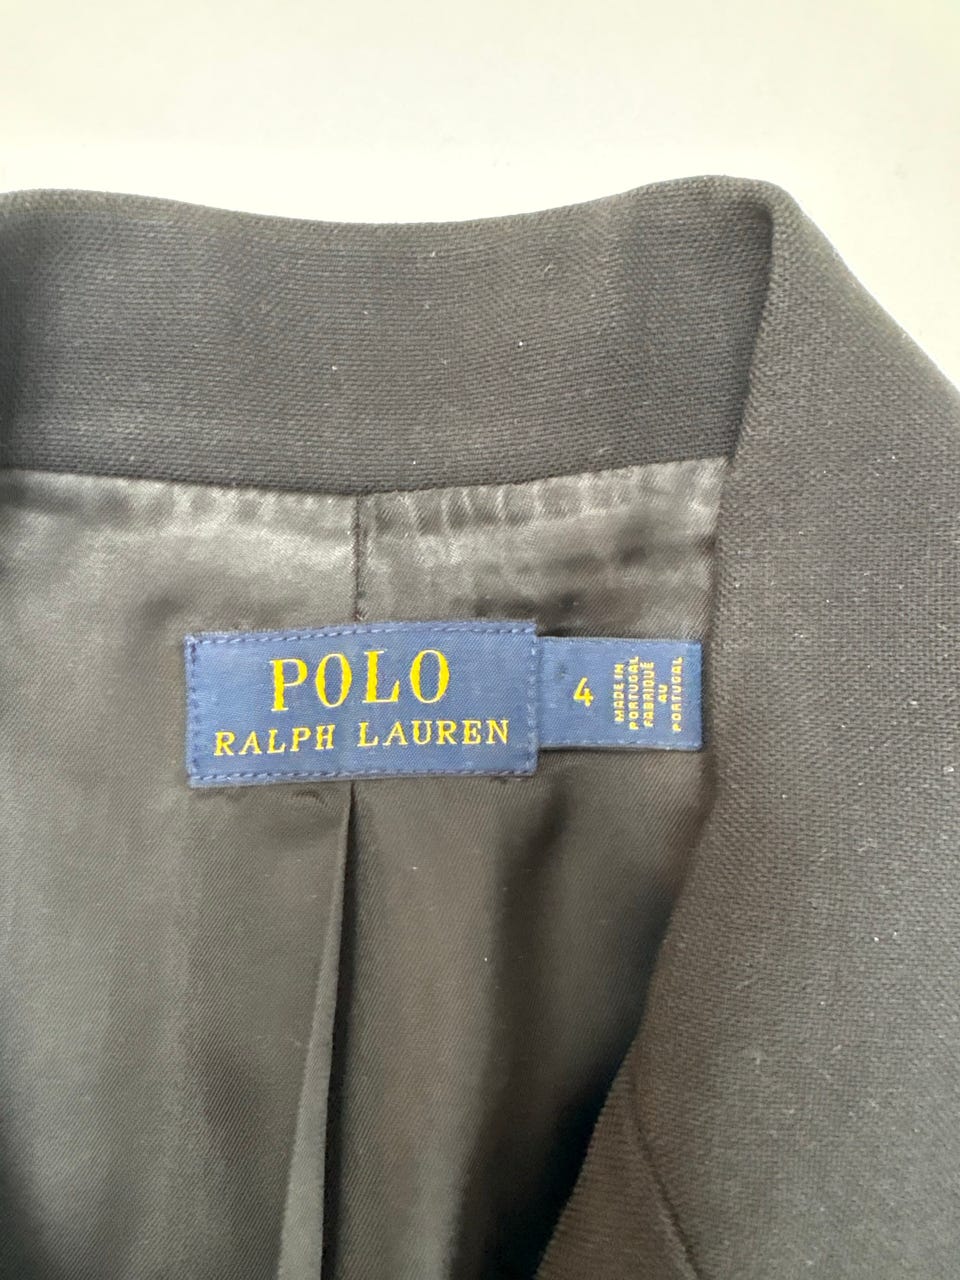 POLO
RALPH LAUREN
4
MADE IN
PORTUGAL
FABRIQUÉ
AU
PORTUGAL